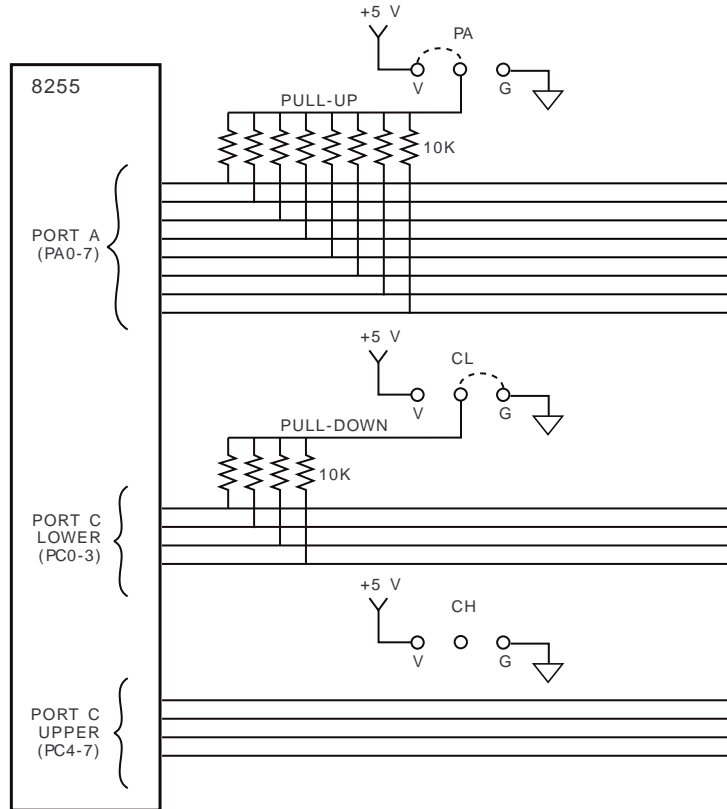 +5 V
PA
V
G
8255
PULL-UP
10K
PORT A
(PA0-7)
+5 V
CL
V
G
PULL-DOWN
10K
PORT C
LOWER
(PC0-3)
+5 V
CH
V
G
PORT C
UPPER
(PC4-7)